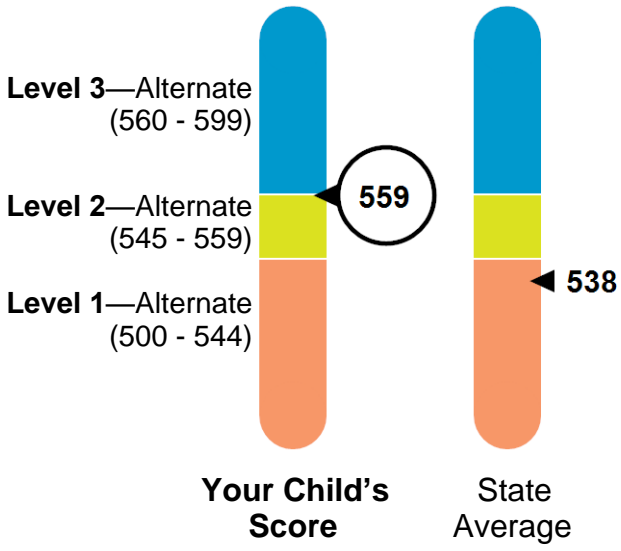 Level 3—Alternate
(560 - 599)
559
Level 2—Alternate
(545 - 559)
538
Level 1—Alternate
(500 - 544)
Your Child's
Score
State
Average